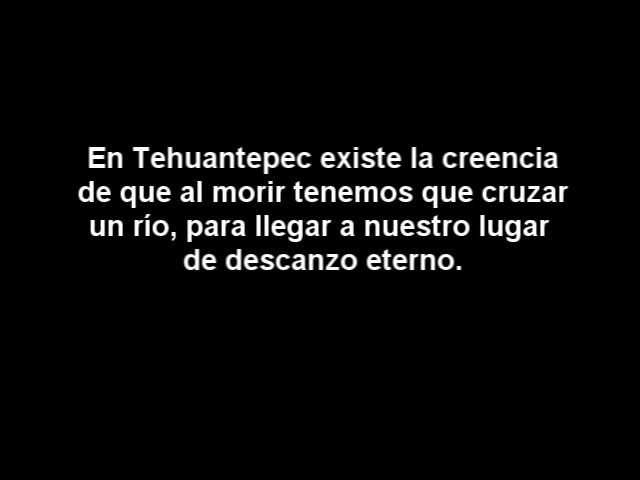 En Tehuantepec existe la creencia
de que al morir tenemos que cruzar
un río, para llegar a nuestro lugar
de descanzo eterno.